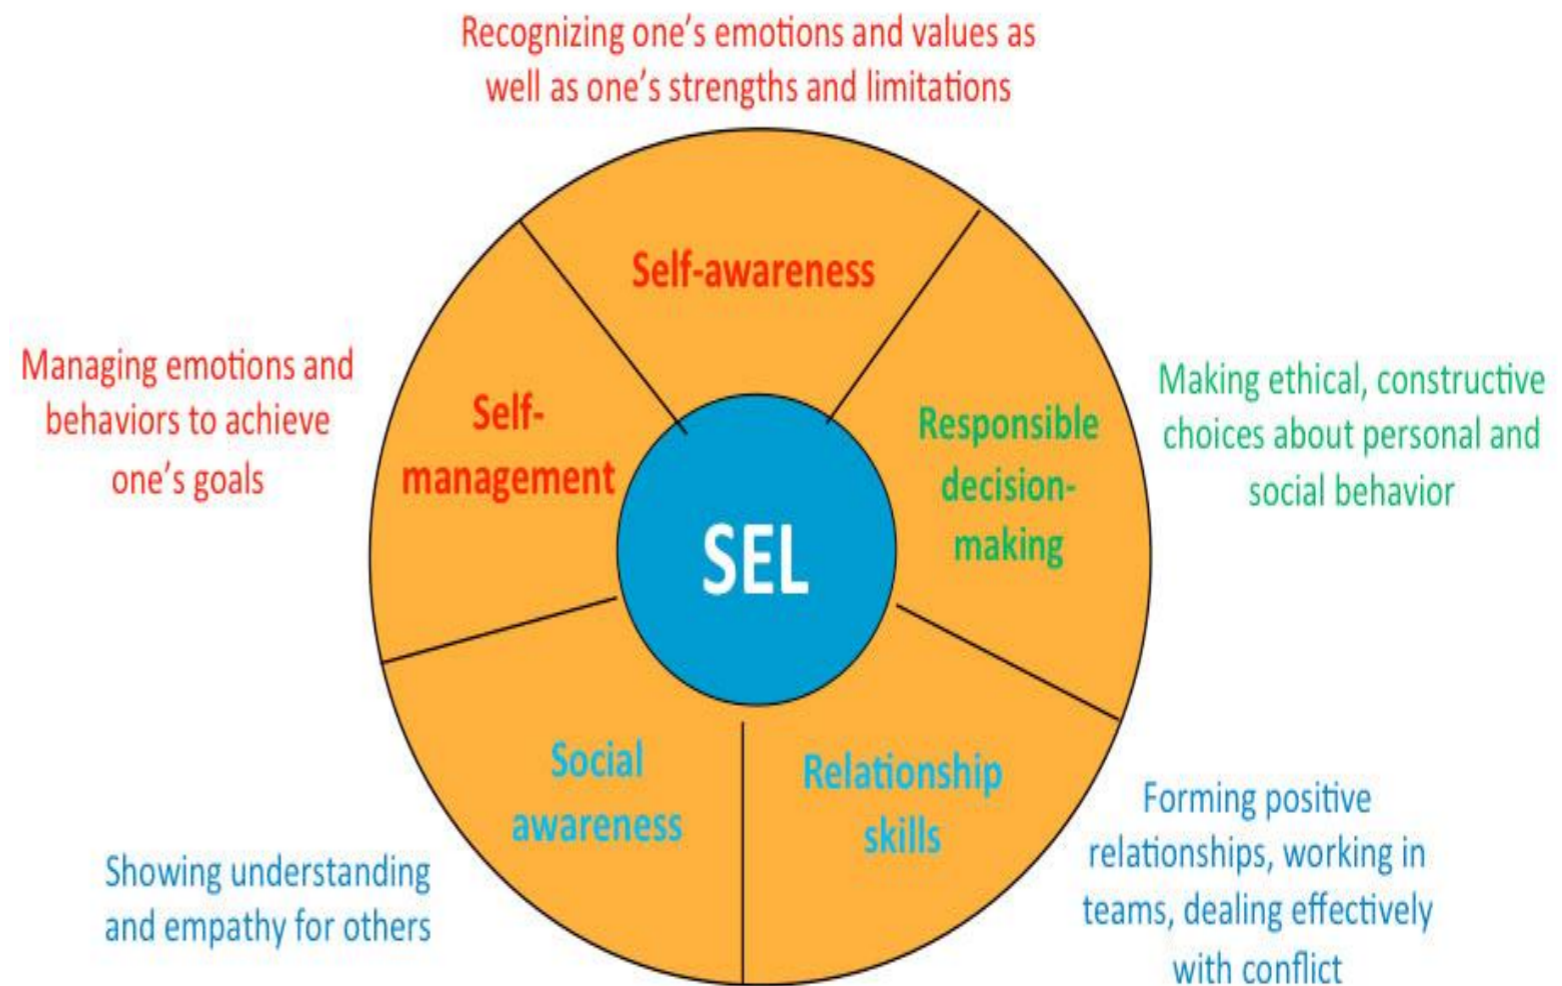 Recognizing one’s emotions and values as
well as one’s strengths and limitations
Self-awareness
Managing emotions and
behaviors to achieve
one’s goals
Self-
management
Responsible
decision-
making
Making ethical, constructive
choices about personal and
social behavior
SEL
Social
awareness
Showing understanding
and empathy for others
Relationship
skills
Forming positive
relationships, working in
teams, dealing effectively
with conflict